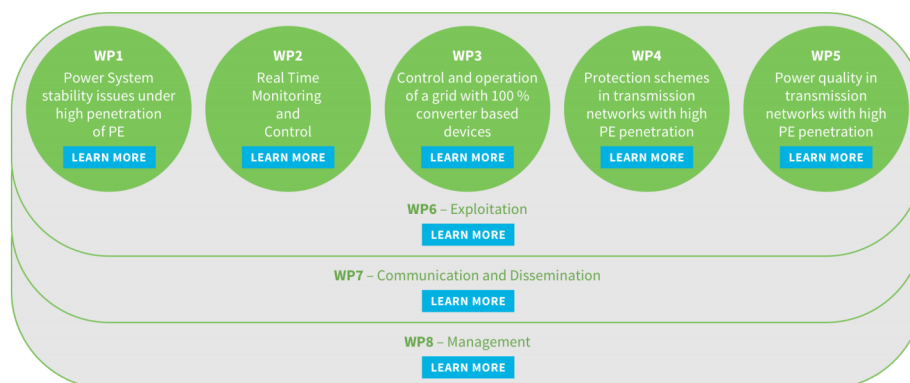 WP1
Power System
stability issues under
high penetration
of PE
LEARN MORE
WP2
Real Time
Monitoring
and
Control
LEARN MORE
WP3
Control and operation
of a grid with 100 %
converter based
devices
LEARN MORE
WP4
Protection schemes
in transmission
networks with high
PE penetration
LEARN MORE
WP5
Power quality in
transmission
networks with high
PE penetration
LEARN MORE
WP6 – Exploitation
LEARN MORE
WP7 – Communication and Dissemination
LEARN MORE
WP8 – Management
LEARN MORE